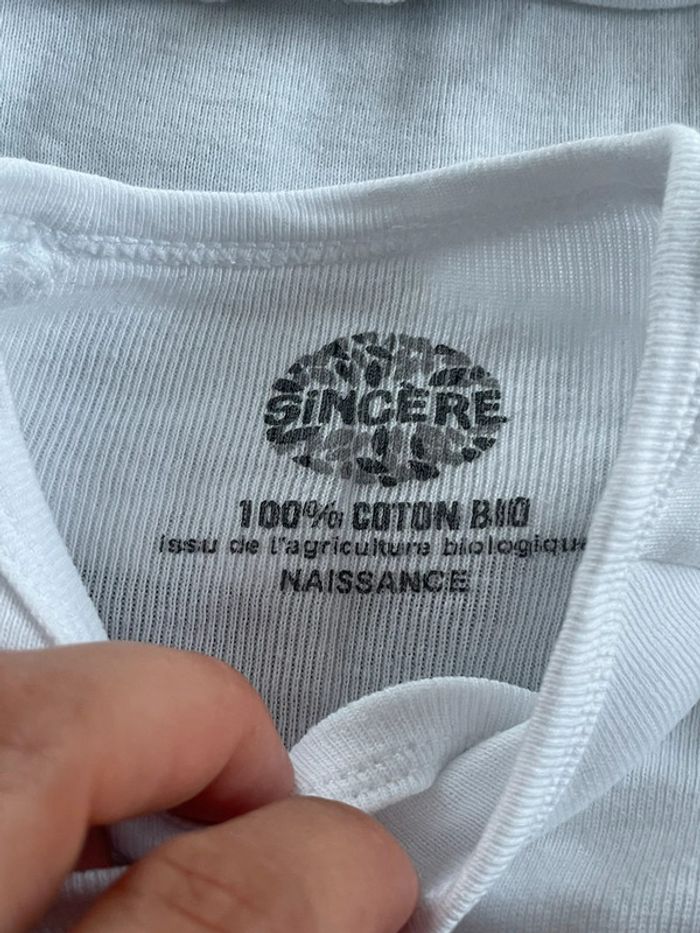 SiNCÈRE
100% COTON BIO
issu de l'agriculture biologique
NAISSANCE